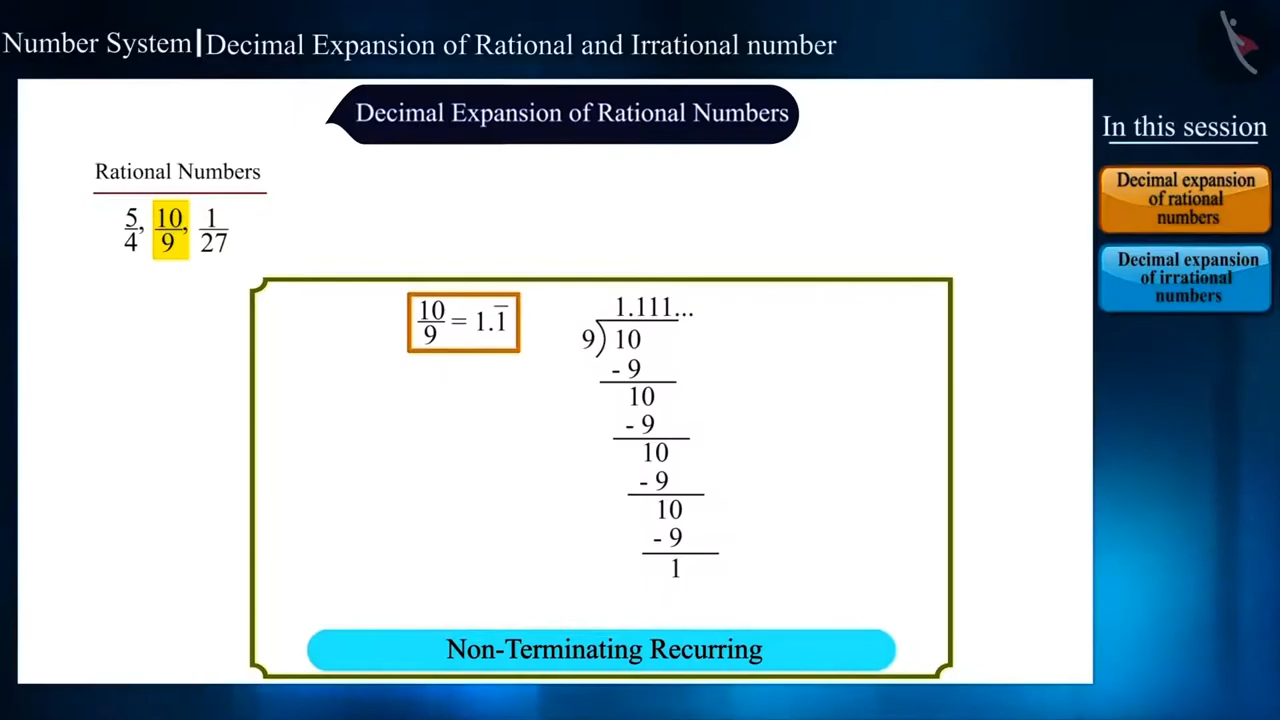 Number System|Decimal Expansion of Rational and Irrational number
Decimal Expansion of Rational Numbers
In this session
Decimal expansion
of rational
numbers
Decimal expansion
of irrational
numbers
Rational Numbers
5/4, 10/9, 1/27
10/9 = 1.1̅
1.111...
9)10
- 9
10
- 9
10
- 9
10
- 9
1
Non-Terminating Recurring